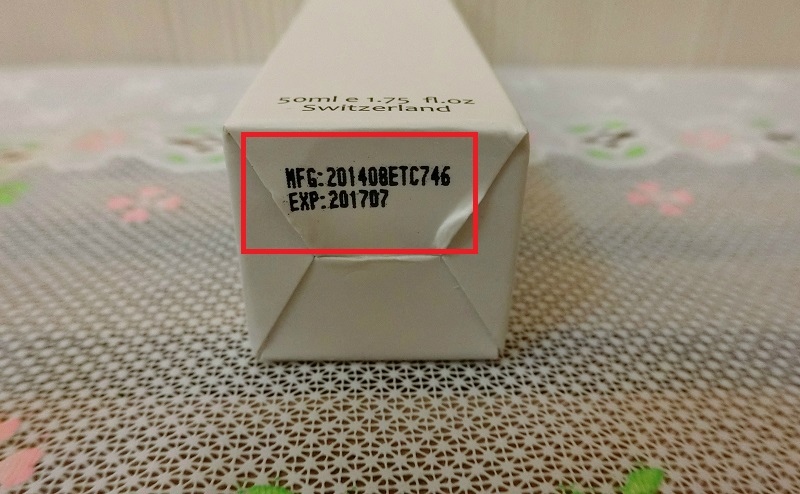 50ml e 1.75 fl.oz
Switzerland
MFG:201408ETC746
EXP:201707